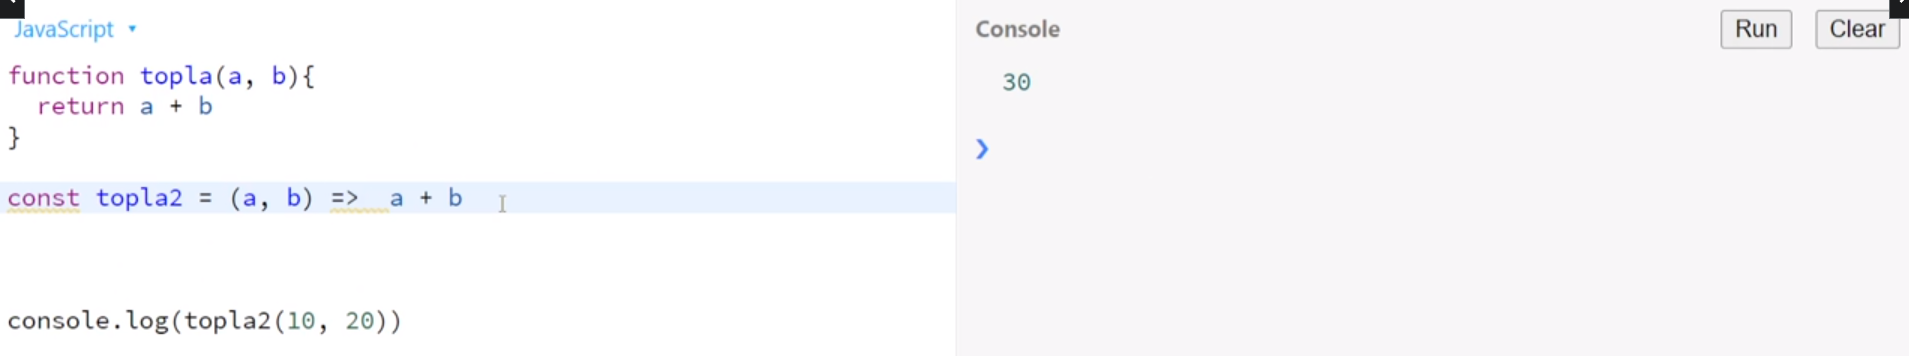 JavaScript
function topla(a, b){
  return a + b
}
const topla2 = (a, b) =>  a + b
console.log(topla2(10, 20))
Console
Run
Clear
30